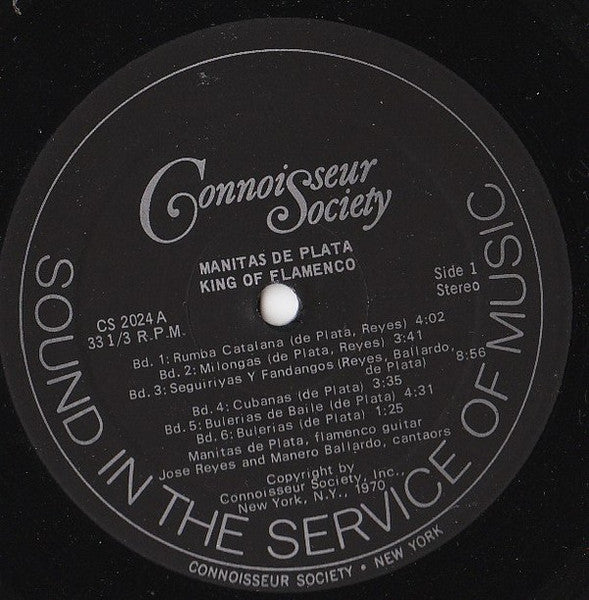 Connoisseur
Society
MANITAS DE PLATA
KING OF FLAMENCO
Side 1
Stereo
CS 2024 A
33 1/3 R.P.M.
Bd. 1: Rumba Catalana (de Plata, Reyes) 4:02
Bd. 2: Milongas (de Plata, Reyes) 3:41
Bd. 3: Seguiriyas Y Fandangos (Reyes, Ballardo,
de Plata) 8:56
Bd. 4: Cubanas (de Plata) 3:35
Bd. 5: Bulerias de Baile (de Plata) 4:31
Bd. 6: Bulerias (de Plata) 1:25
Manitas de Plata, flamenco guitar
Jose Reyes and Manero Ballardo, cantaors
Copyright by
Connoisseur Society, Inc.,
New York, N.Y., 1970
SOUND IN THE SERVICE OF MUSIC
CONNOISSEUR SOCIETY • NEW YORK